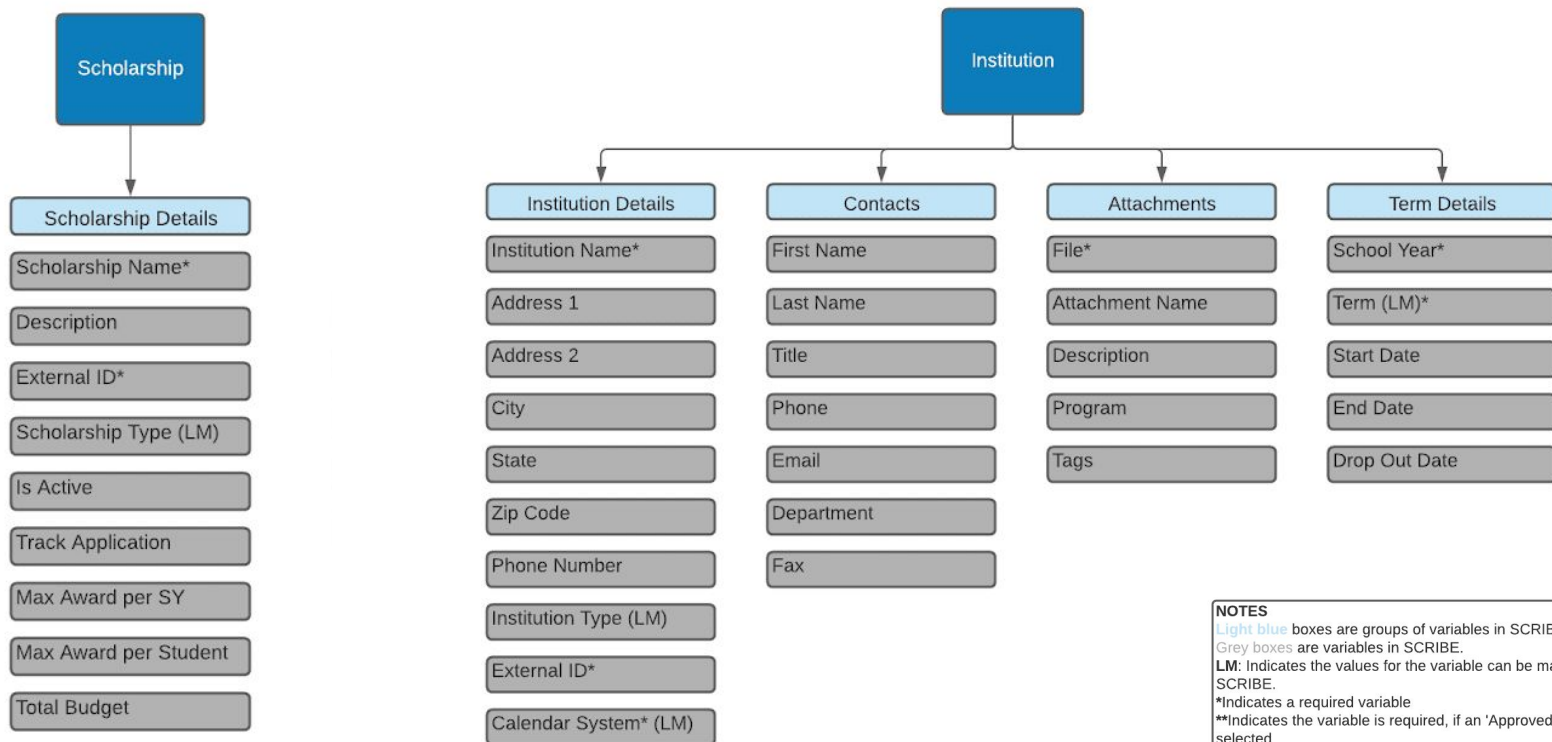 Scholarship
Scholarship Details
Scholarship Name*
Description
External ID*
Scholarship Type (LM)
Is Active
Track Application
Max Award per SY
Max Award per Student
Total Budget
Institution
Institution Details
Institution Name*
Address 1
Address 2
City
State
Zip Code
Phone Number
Institution Type (LM)
External ID*
Calendar System* (LM)
Contacts
First Name
Last Name
Title
Phone
Email
Department
Fax
Attachments
File*
Attachment Name
Description
Program
Tags
Term Details
School Year*
Term (LM)*
Start Date
End Date
Drop Out Date
NOTES
Light blue boxes are groups of variables in
Grey boxes are variables in SCRIBE.
LM: Indicates the values for the variable can be
SCRIBE.
*Indicates a required variable
**Indicates the variable is required, if an 'Approved
selected